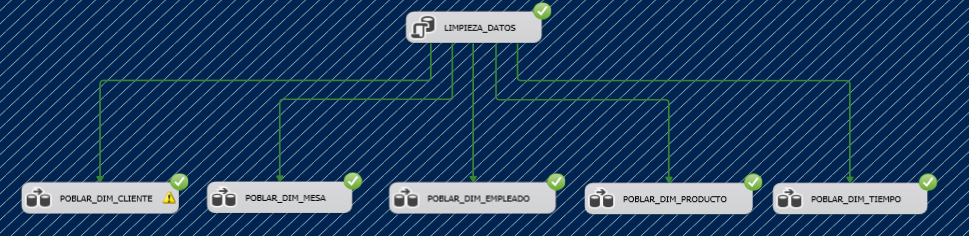 LIMPIEZA_DATOS
POBLAR_DIM_CLIENTE
POBLAR_DIM_MESA
POBLAR_DIM_EMPLEADO
POBLAR_DIM_PRODUCTO
POBLAR_DIM_TIEMPO